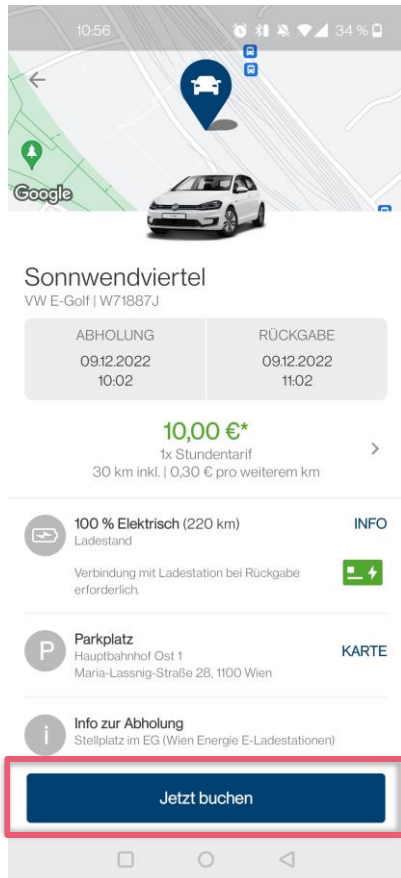 10:56
34 %
Google
Sonnwendviertel
VW E-Golf | W71887J
ABHOLUNG
09.12.2022
10:02
RÜCKGABE
09.12.2022
11:02
10,00 €*
1x Stundentarif
30 km inkl. | 0,30 € pro weiterem km
100 % Elektrisch (220 km)
INFO
Ladestand
Verbindung mit Ladestation bei Rückgabe
erforderlich.
P
Parkplatz
KARTE
Hauptbahnhof Ost 1
Maria-Lassnig-Straße 28, 1100 Wien
i
Info zur Abholung
Stellplatz im EG (Wien Energie E-Ladestationen)
Jetzt buchen